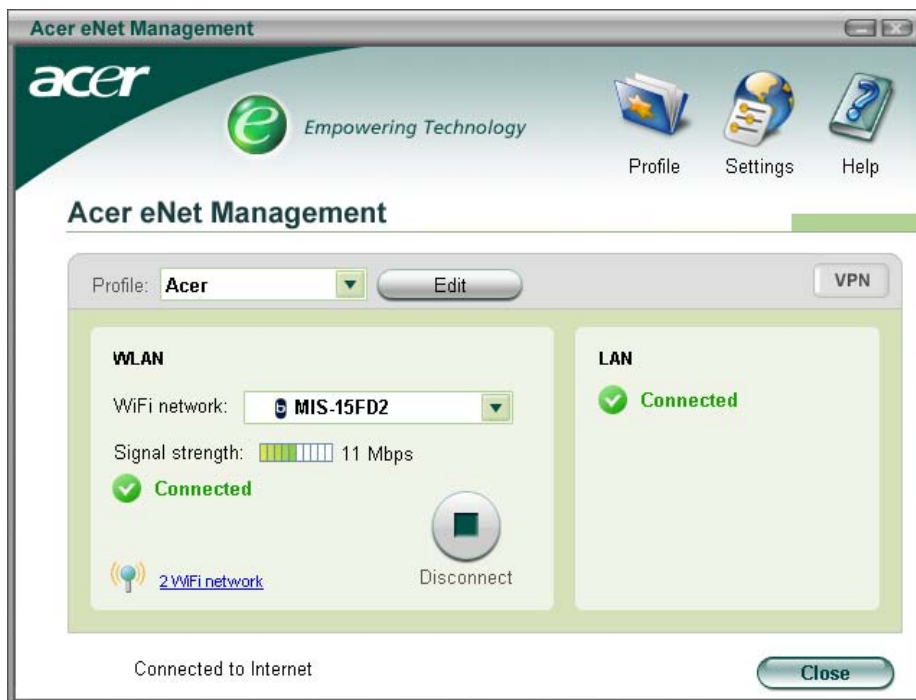 Acer eNet Management
acer
e Empowering Technology
Profile
Settings
Help
Acer eNet Management
Profile: Acer
Edit
VPN
WLAN
WiFi network: b MIS-15FD2
Signal strength: 11 Mbps
Connected
2 WiFi network
Disconnect
LAN
Connected
Connected to Internet
Close